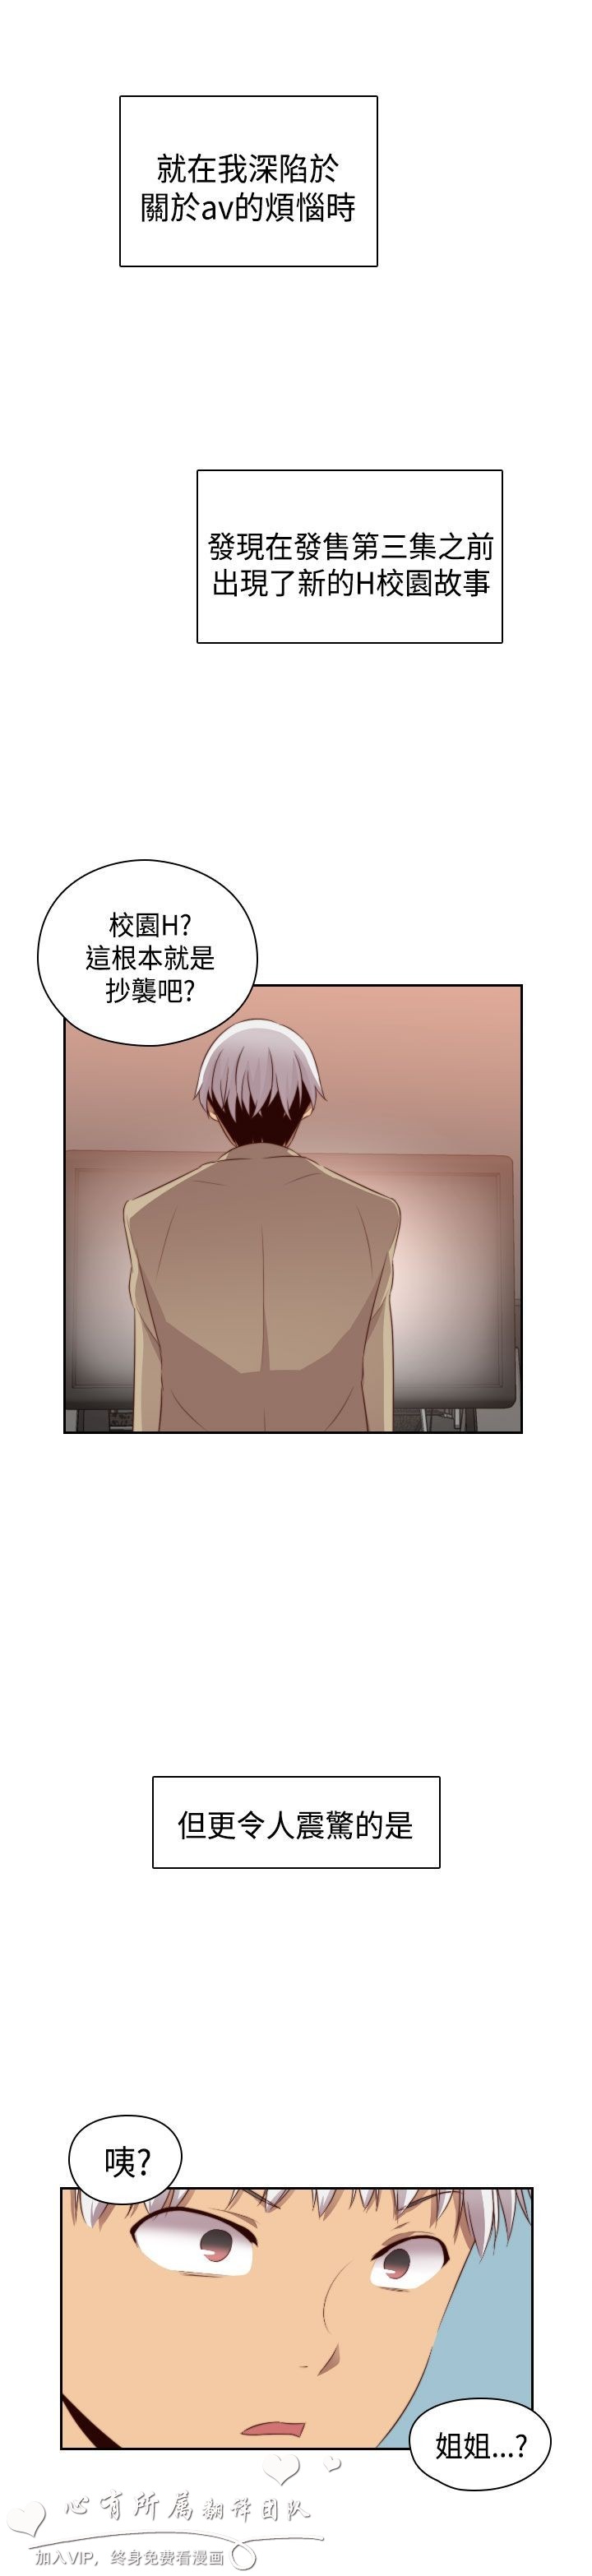 就在我深陷於
關於av的煩惱時
發現在發售第三集之前
出現了新的H校園故事
校園H?
這根本就是
抄襲吧?
但更令人震驚的是
咦?
姐姐...?
心有所属翻译团队
加入VIP，终身免费看漫画